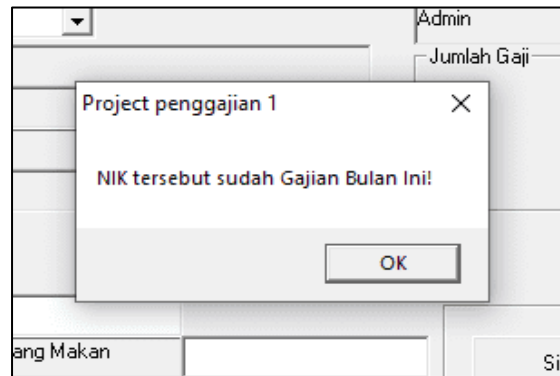 Admin
Jumlah Gaji
Project penggajian 1
NIK tersebut sudah Gajian Bulan Ini!
OK
ang Makan
Si